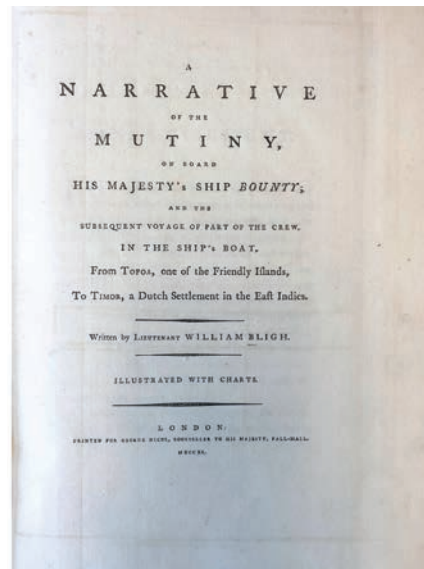 A
NARRATIVE
OF THE
MUTINY,
ON BOARD
HIS MAJESTY's SHIP BOUNTY;
AND THE
SUBSEQUENT VOYAGE OF PART OF THE CREW,
IN THE SHIP's BOAT,
From TOFOA, one of the Friendly Iſlands,
To TIMOR, a Dutch Settlement in the Eaſt Indies.
Written by LIEUTENANT WILLIAM BLIGH.
ILLUSTRATED WITH CHARTS.
LONDON:
PRINTED FOR GEORGE NICOL, BOOKSELLER TO HIS MAJESTY, PALL-MALL.
MDCCXC.